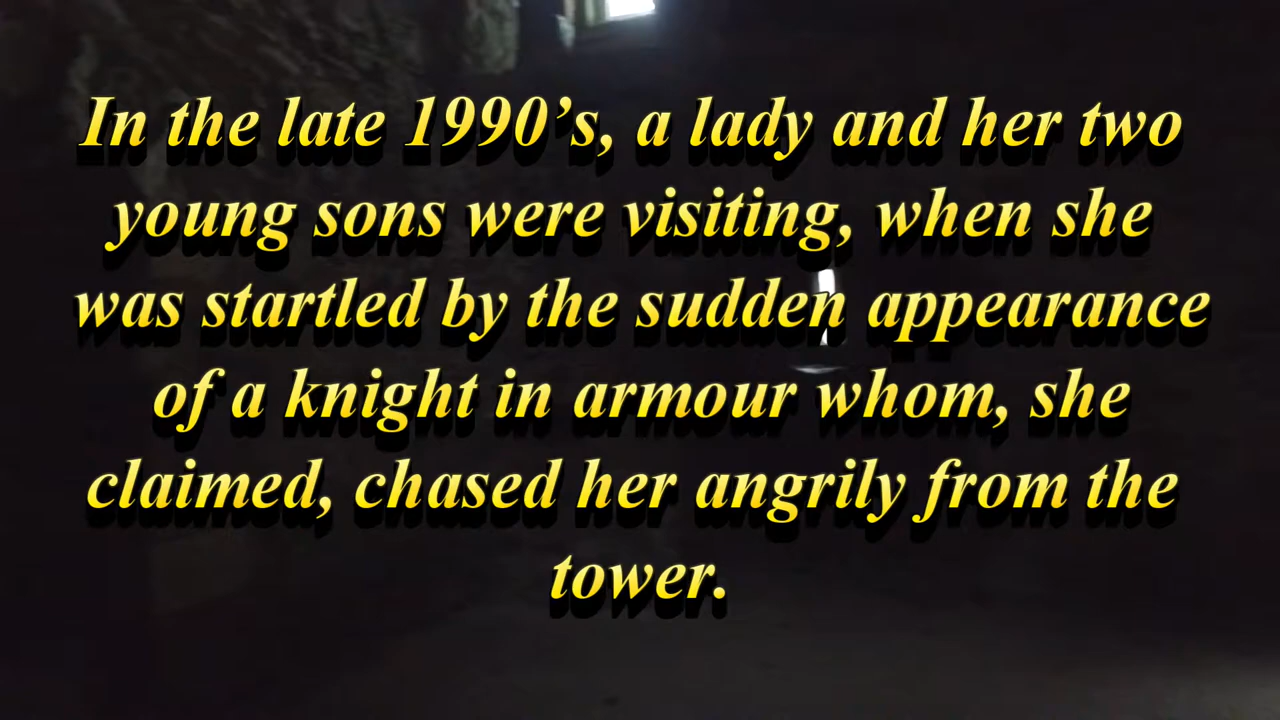 In the late 1990’s, a lady and her two
young sons were visiting, when she
was startled by the sudden appearance
of a knight in armour whom, she
claimed, chased her angrily from the
tower.